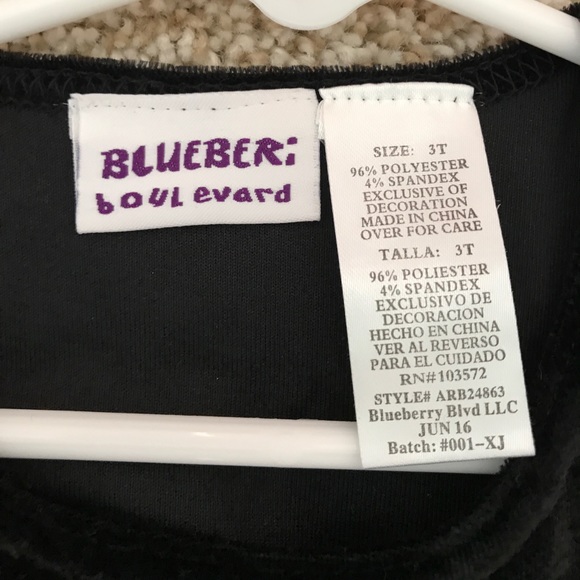 BLUEBERi
boulevard
SIZE: 3T
96% POLYESTER
4% SPANDEX
EXCLUSIVE OF
DECORATION
MADE IN CHINA
OVER FOR CARE
TALLA: 3T
96% POLIESTER
4% SPANDEX
EXCLUSIVO DE
DECORACION
HECHO EN CHINA
VER AL REVERSO
PARA EL CUIDADO
RN#103572
STYLE# ARB24863
Blueberry Blvd LLC
JUN 16
Batch: #001-XJ